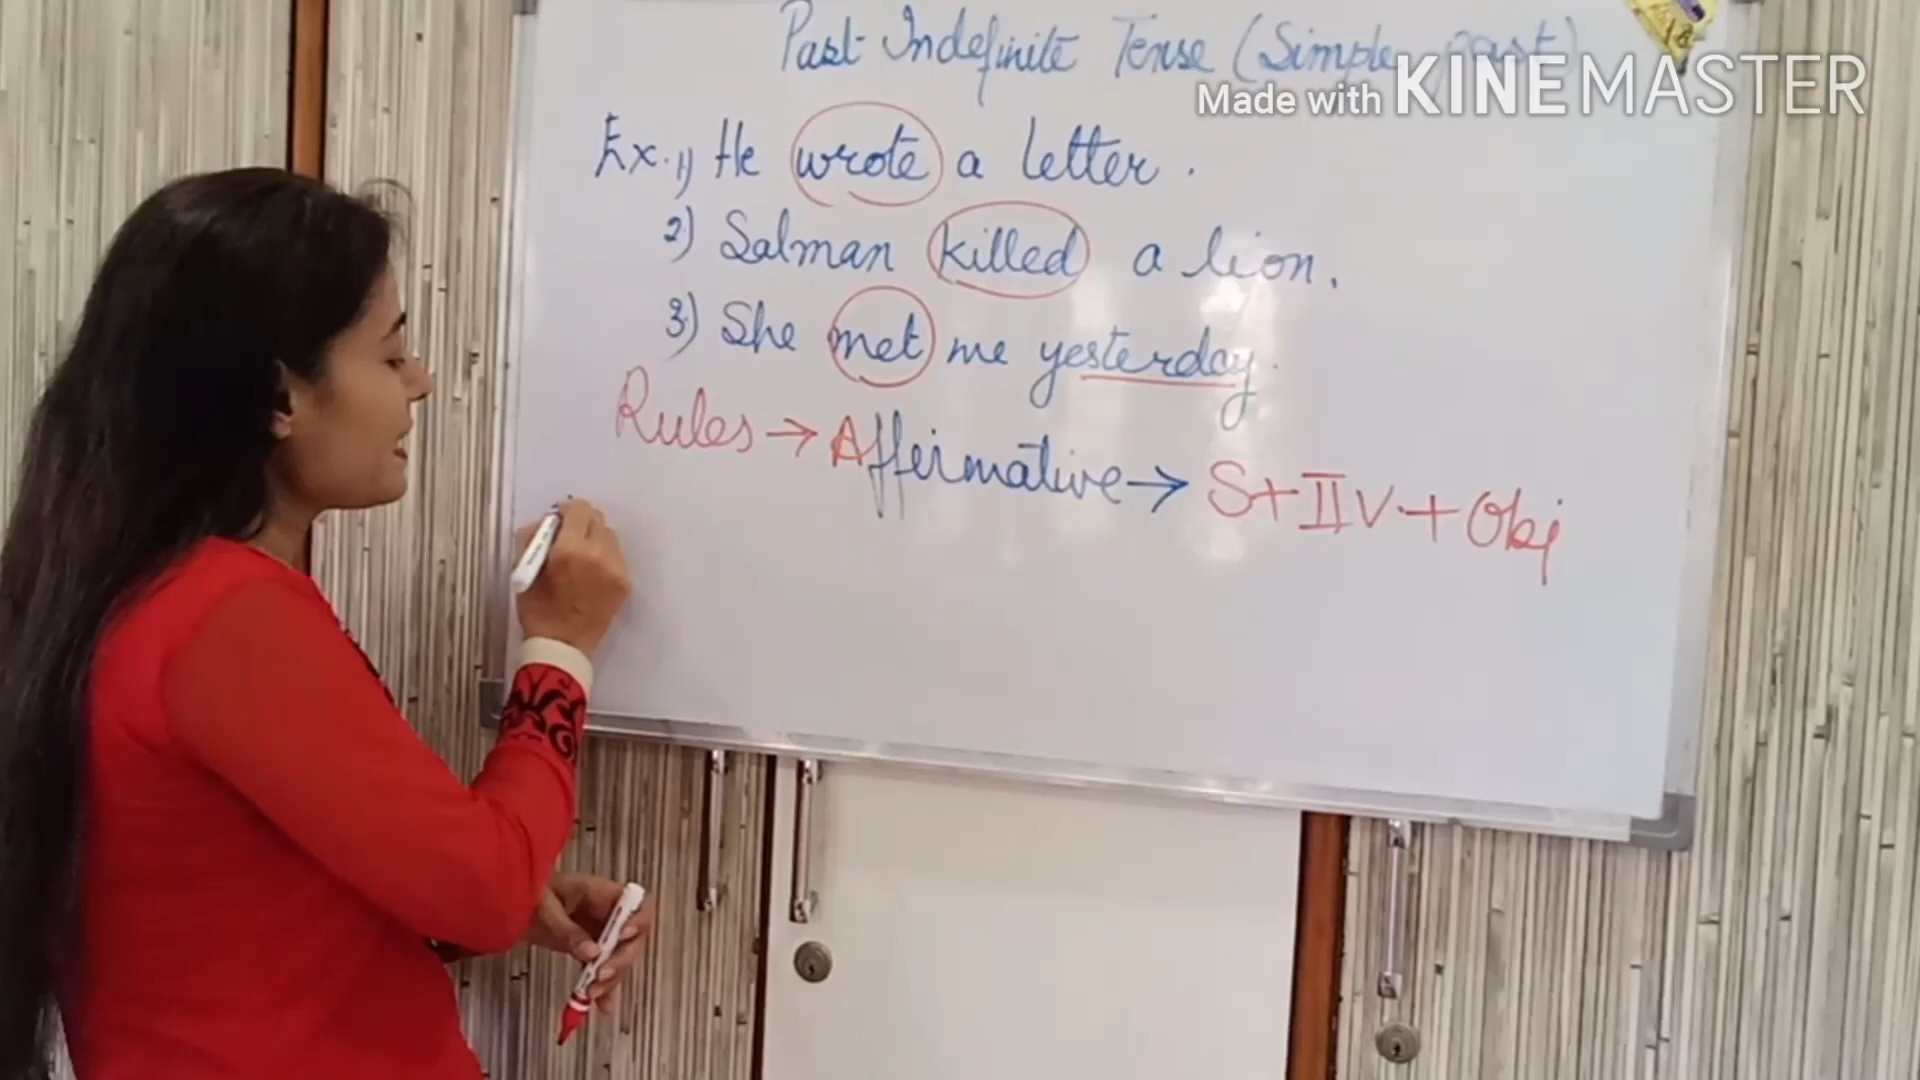 Past Indefinite Tense (Simple past)
Made with KINEMASTER
Ex. 1) He wrote a letter.
2) Salman killed a lion.
3) She met me yesterday.
Rules → Affirmative → S + II V. + Obj